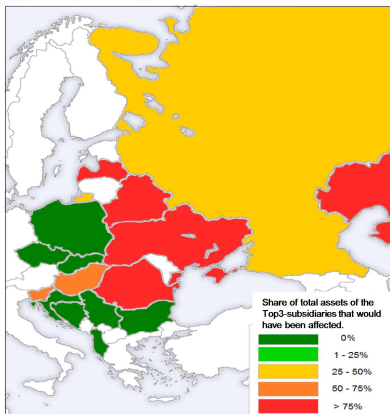 Share of total assets of the
Top3-subsidiaries that would
have been affected.
0%
1 - 25%
25 - 50%
50 - 75%
> 75%